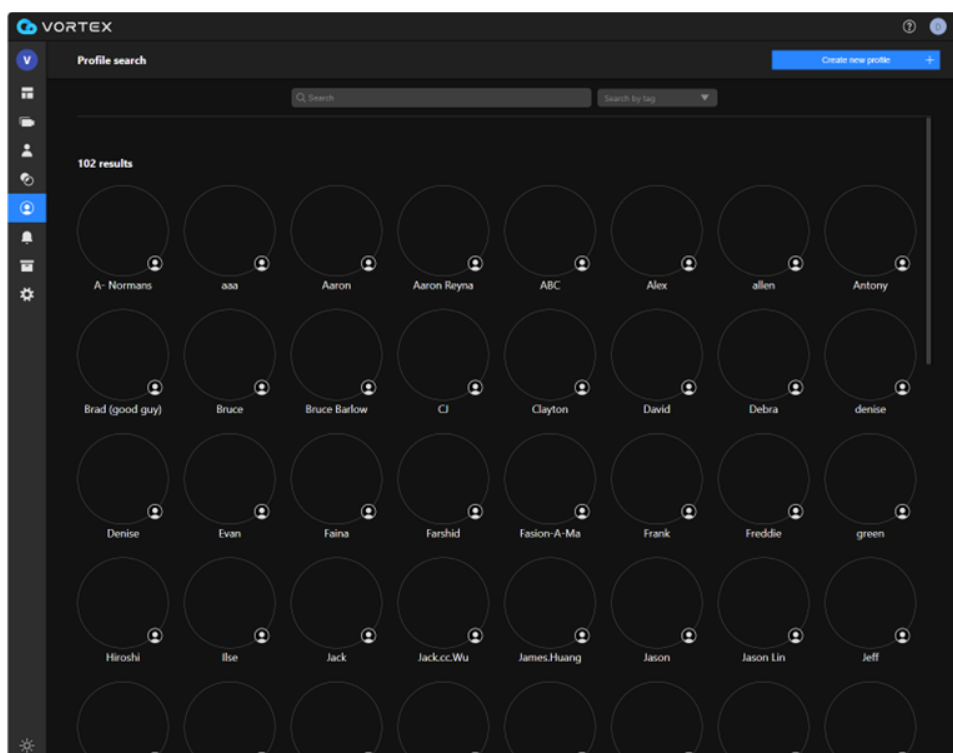 VORTEX
?
D
V
Profile search
Create new profile +
Search
Search by tag
102 results
A- Normans aaa Aaron Aaron Reyna ABC Alex allen Antony
Brad (good guy) Bruce Bruce Barlow CJ Clayton David Debra denise
Denise Evan Faina Farshid Fasion-A-Ma Frank Freddie green
Hiroshi Ilse Jack Jack.cc.Wu James.Huang Jason Jason Lin Jeff